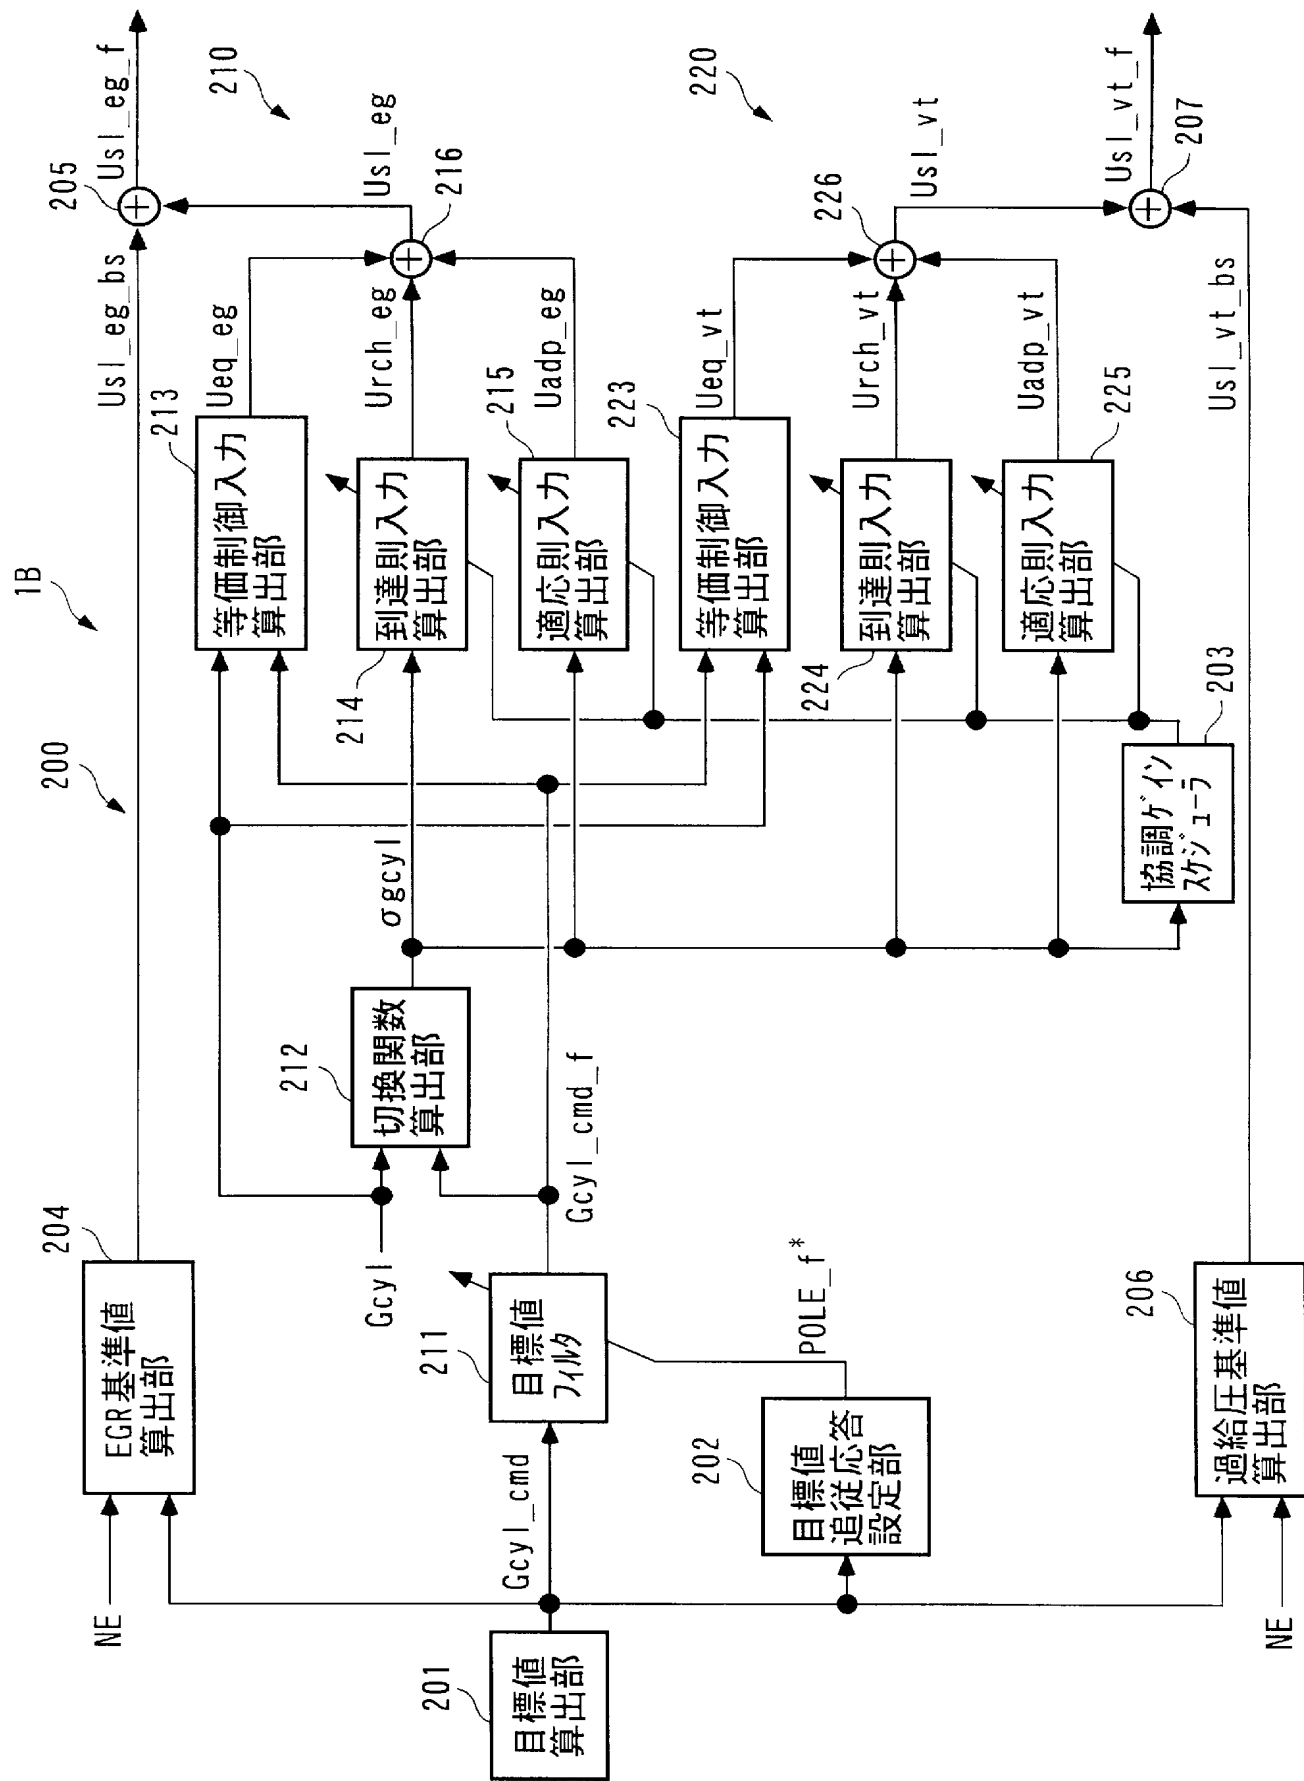 1B
200
210
220
NE
204
EGR基準値
算出部
Usl_eg_bs
205
Usl_eg_f
201
目標値
算出部
Gcyl_cmd
211
目標値
フィルタ
202
目標値
追従応答
設定部
POLE_f*
Gcyl
Gcyl_cmd_f
212
切換関数
算出部
σgcyl
213
等価制御入力
算出部
Ueq_eg
214
到達則入力
算出部
Urch_eg
215
適応則入力
算出部
Uadp_eg
216
Usl_eg
223
等価制御入力
算出部
Ueq_vt
224
到達則入力
算出部
Urch_vt
225
適応則入力
算出部
Uadp_vt
226
Usl_vt
203
協調ゲイン
スケジューラ
NE
206
過給圧基準値
算出部
Usl_vt_bs
207
Usl_vt_f